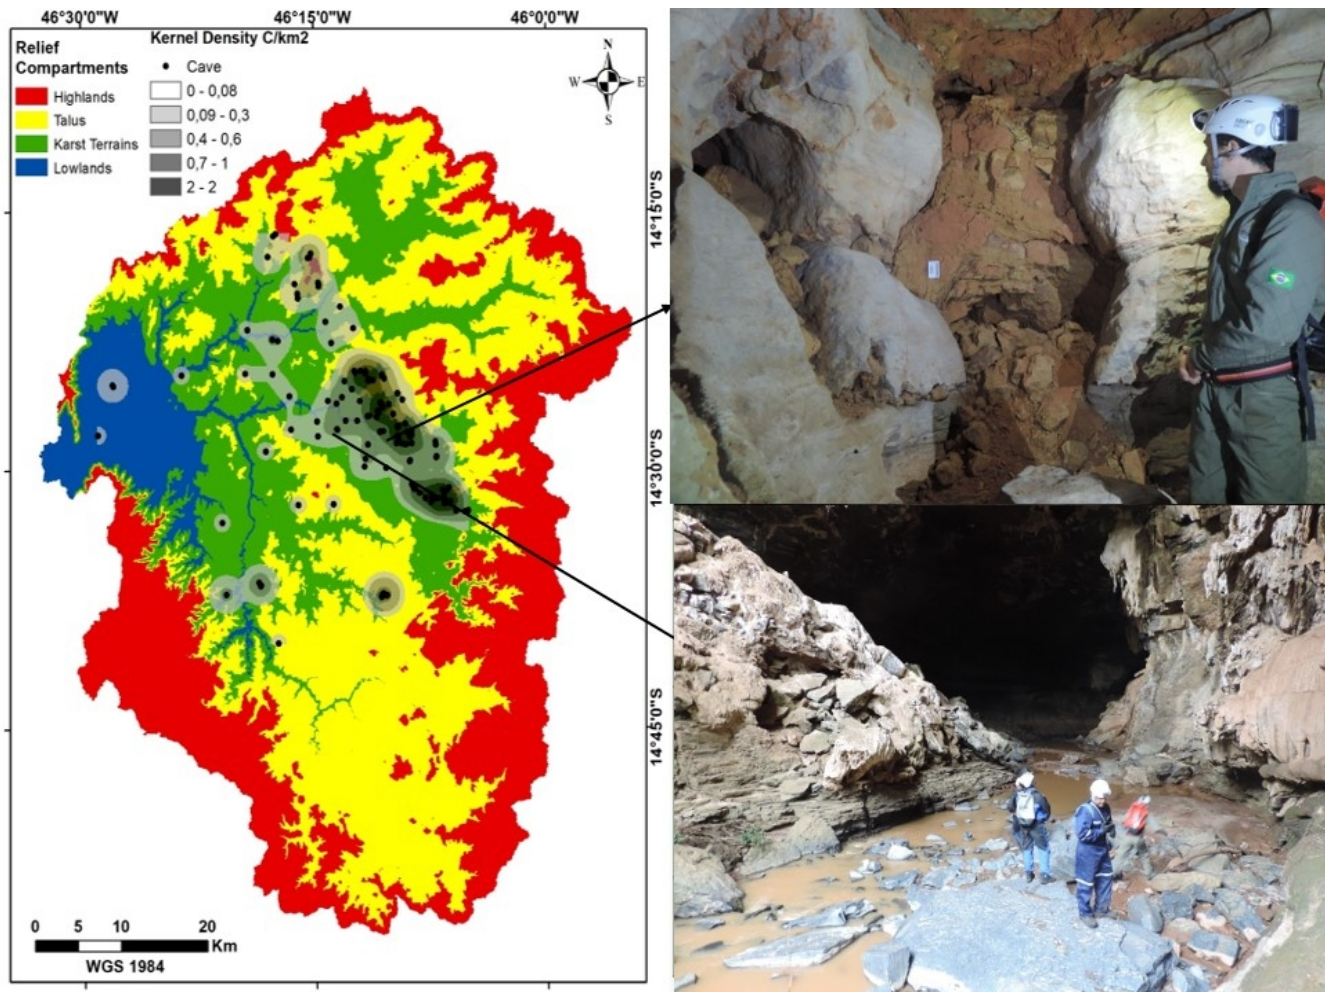 46°30'0"W
46°15'0"W
46°0'0"W
Relief
Compartments
Highlands
Talus
Karst Terrains
Lowlands
Kernel Density C/km2
Cave
0 - 0,08
0,09 - 0,3
0,4 - 0,6
0,7 - 1
2 - 2
N
W
E
S
14°15'0"S
14°30'0"S
14°45'0"S
0 5 10 20
Km
WGS 1984